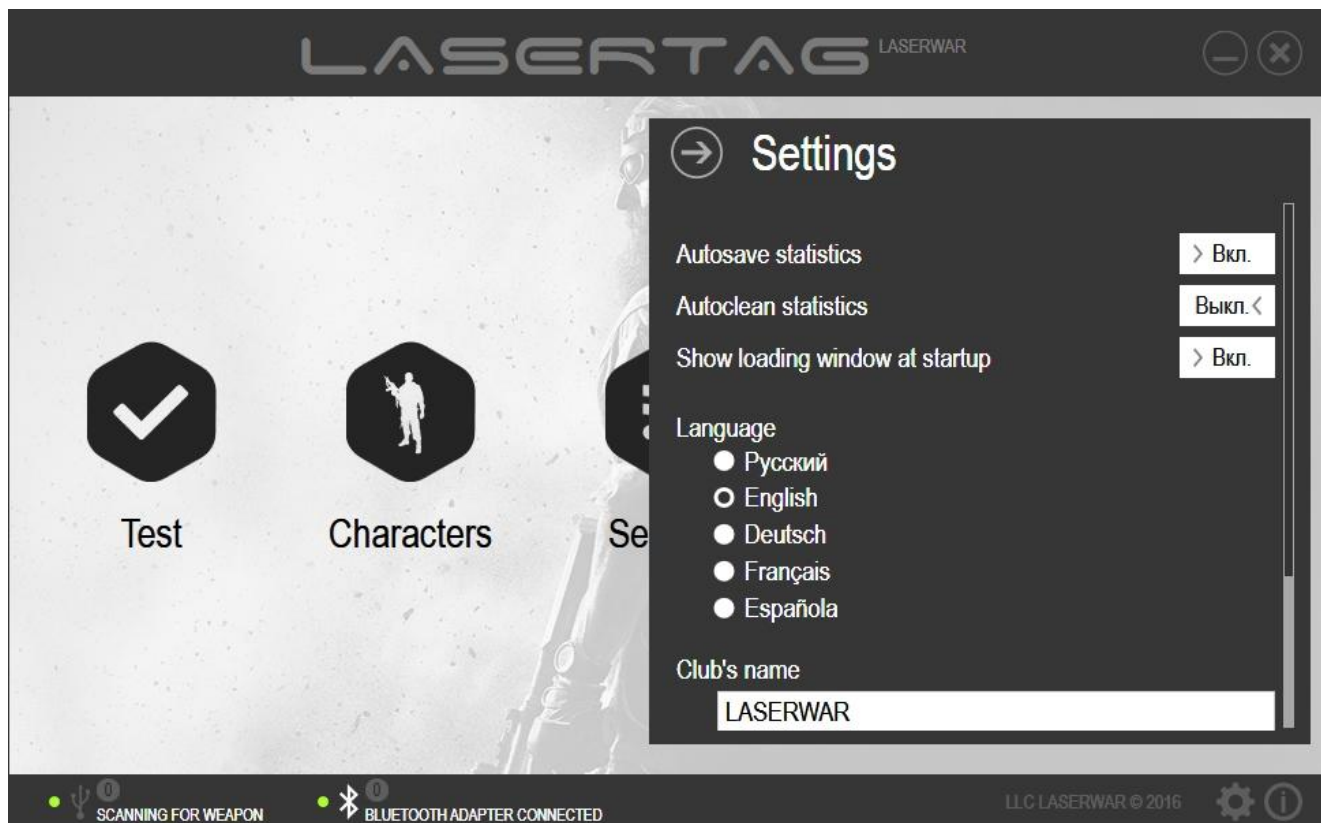 LASERTAG LASERWAR
Settings
Autosave statistics
Вкл.
Autoclean statistics
Выкл.
Show loading window at startup
Вкл.
Language
Русский
English
Deutsch
Français
Española
Club's name
LASERWAR
Test
Characters
Se
0
SCANNING FOR WEAPON
0
BLUETOOTH ADAPTER CONNECTED
LLC LASERWAR © 2016